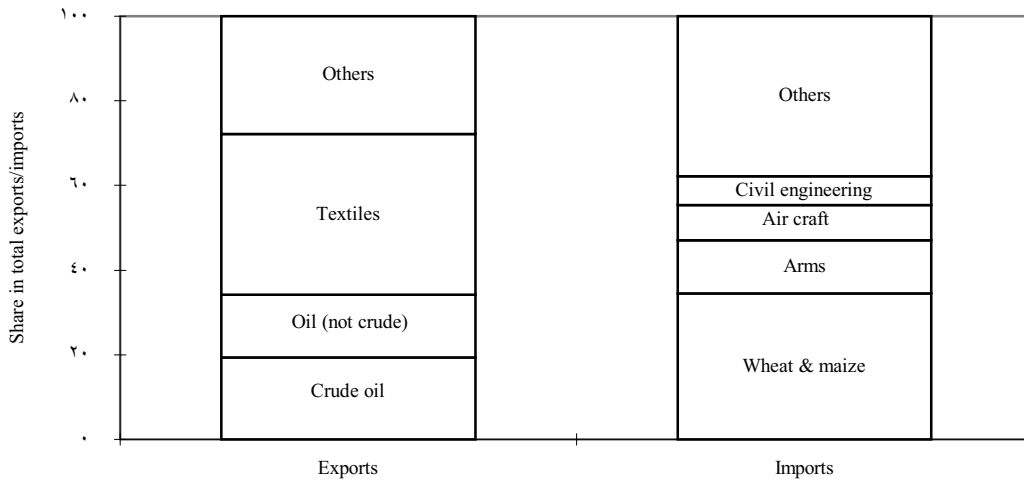 Share in total exports/imports
١٠٠
٨٠
٦٠
٤٠
٢٠
٠
Others
Textiles
Oil (not crude)
Crude oil
Others
Civil engineering
Air craft
Arms
Wheat & maize
Exports
Imports